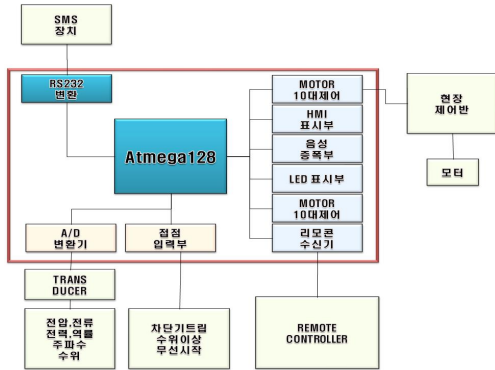 SMS
장치
RS232
변환
Atmega128
MOTOR
10대제어
HMI
표시부
음성
증폭부
LED 표시부
MOTOR
10대제어
리모콘
수신기
현장
제어반
모터
A/D
변환기
접점
입력부
TRANS
DUCER
전압,전류
전력,역률
주파수
수위
차단기트립
수위이상
무선시작
REMOTE
CONTROLLER